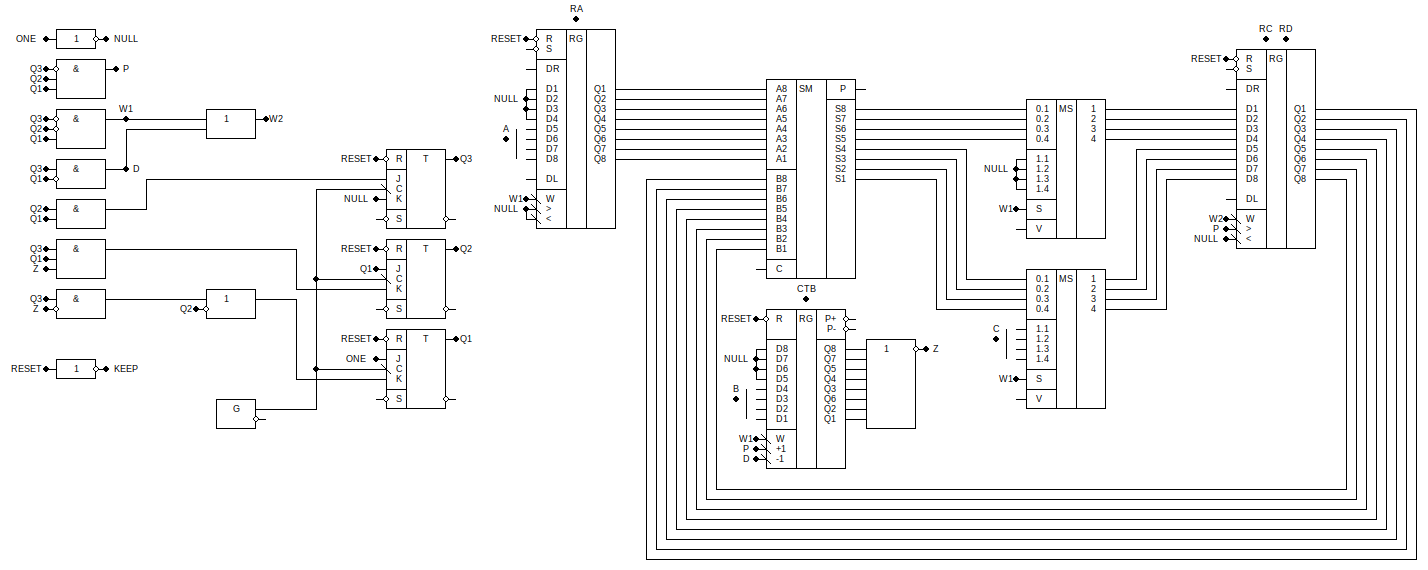 ONE 1 NULL
Q3 & P
Q2
Q1
W1
Q3 & 1 W2
Q2
Q1
Q3 & D
Q1
Q2 &
Q1
Q3 &
Q1
Z
Q3 & 1
Z Q2
RESET 1 KEEP
G
RESET R T Q3
J
C
NULL K
S
RESET R T Q2
Q1 J
C
K
S
RESET R T Q1
ONE J
C
K
S
RA
RESET R RG
S
DR
D1 Q1
NULL D2 Q2
D3 Q3
D4 Q4
A D5 Q5
D6 Q6
D7 Q7
D8 Q8
DL
W1 W
NULL >
<
A8 SM P
A7
A6 S8
A5 S7
A4 S6
A3 S5
A2 S4
A1 S3
S2
B8 S1
B7
B6
B5
B4
B3
B2
B1
C
CTB
RESET R RG P+
P-
D8 Q8
NULL D7 Q7
D6 Q5
D5 Q4
B D4 Q3
D3 Q6
D2 Q2
D1 Q1
W1 W
P +1
D -1
1 Z
0.1 MS 1
0.2 2
0.3 3
0.4 4
1.1
NULL 1.2
1.3
1.4
W1 S
V
0.1 MS 1
0.2 2
0.3 3
0.4 4
C 1.1
1.2
1.3
1.4
W1 S
V
RC RD
RESET R RG
S
DR
D1 Q1
D2 Q2
D3 Q3
D4 Q4
D5 Q5
D6 Q6
D7 Q7
D8 Q8
DL
W2 W
P >
NULL <